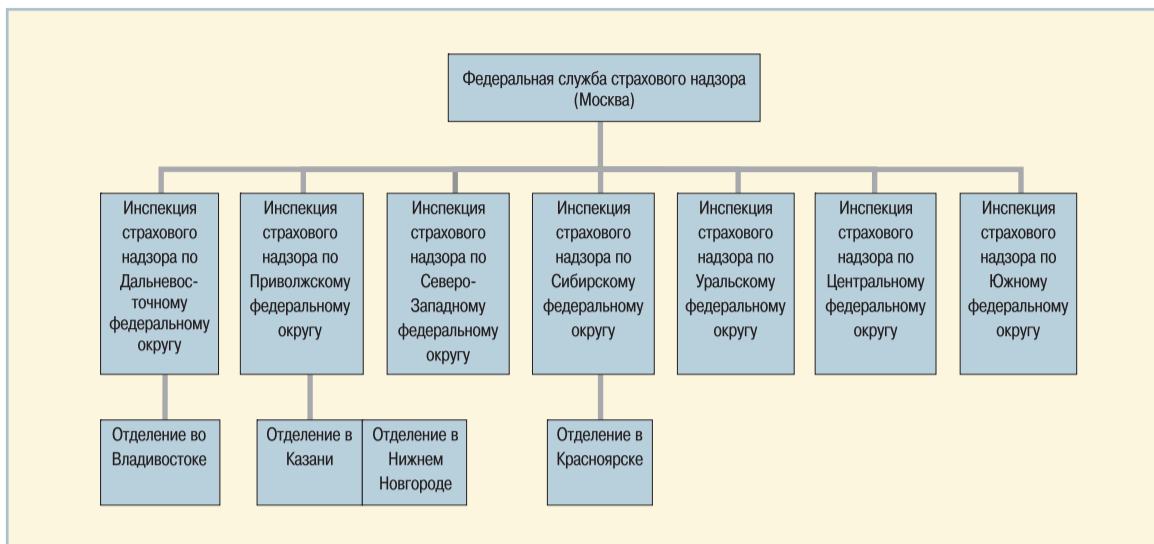 Федеральная служба страхового надзора
(Москва)
Инспекция
страхового
надзора по
Дальневос-
точному
федеральному
округу
Инспекция
страхового
надзора по
Приволжскому
федеральному
округу
Инспекция
страхового
надзора по
Северо-
Западному
федеральному
округу
Инспекция
страхового
надзора по
Сибирскому
федеральному
округу
Инспекция
страхового
надзора по
Уральскому
федеральному
округу
Инспекция
страхового
надзора по
Центральному
федеральному
округу
Инспекция
страхового
надзора по
Южному
федеральному
округу
Отделение во
Владивостоке
Отделение в
Казани
Отделение в
Нижнем
Новгороде
Отделение в
Красноярске